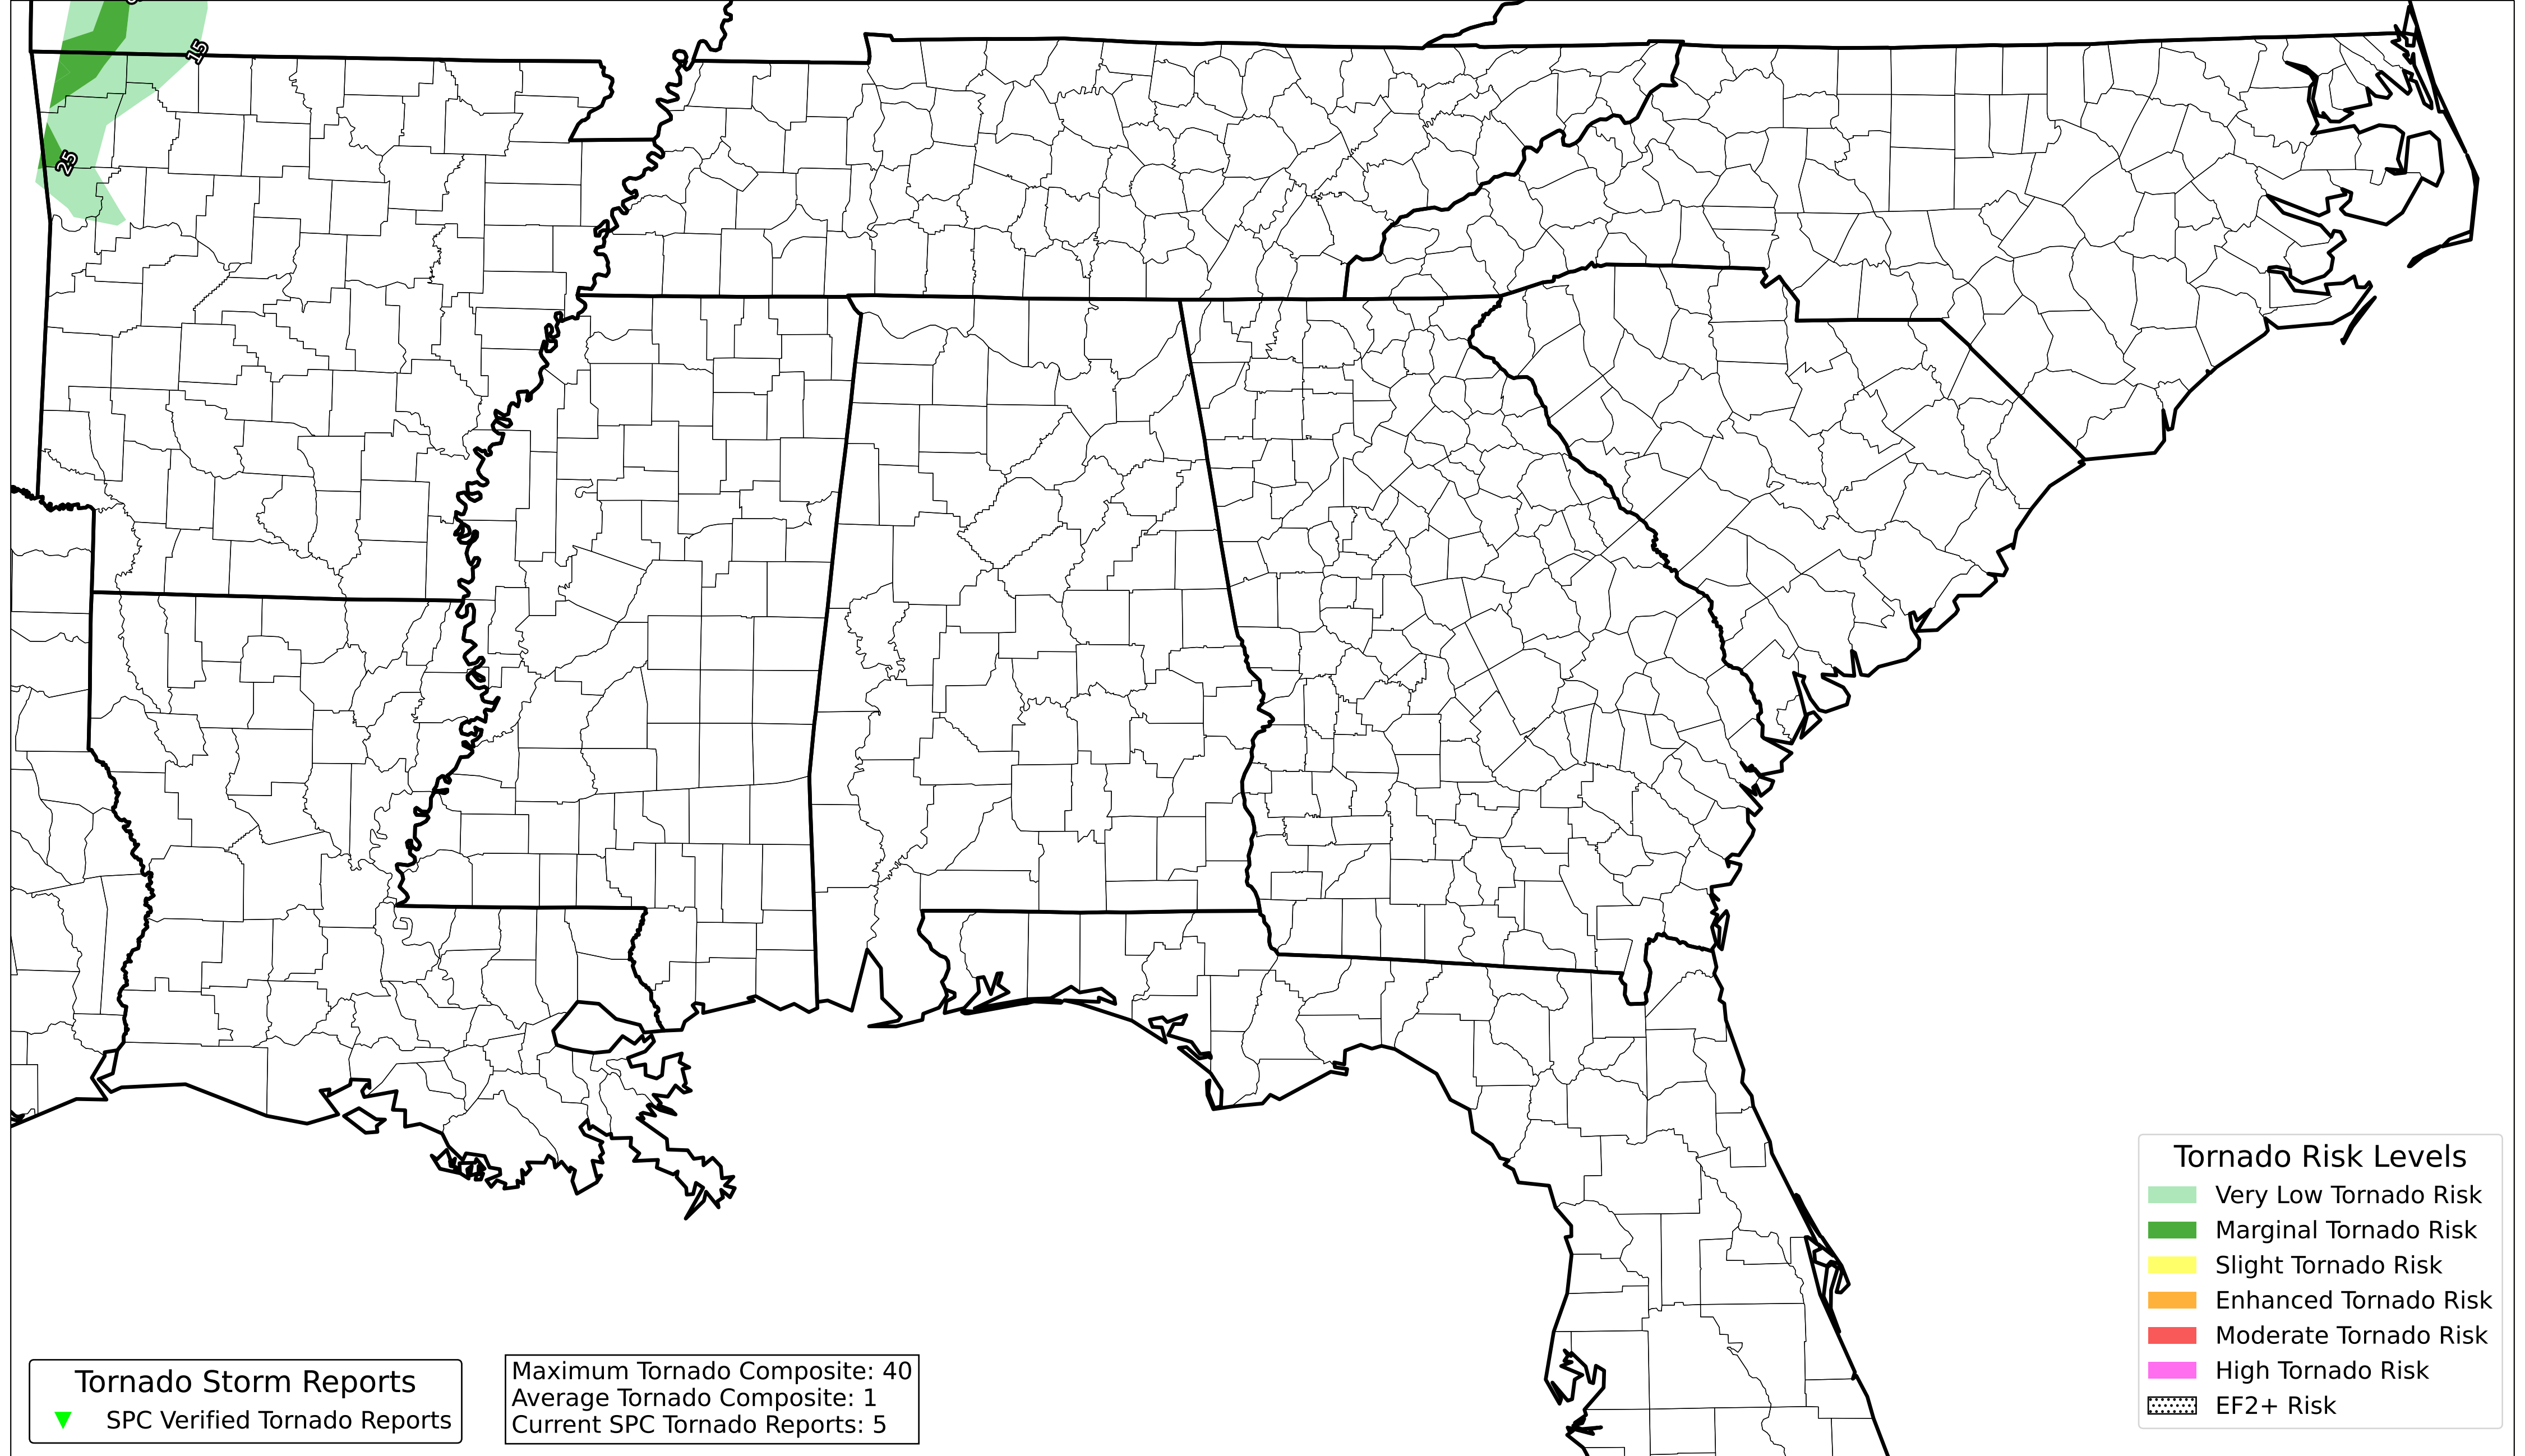 15
25
Tornado Risk Levels
Very Low Tornado Risk
Marginal Tornado Risk
Slight Tornado Risk
Enhanced Tornado Risk
Moderate Tornado Risk
High Tornado Risk
EF2+ Risk
Tornado Storm Reports
SPC Verified Tornado Reports
Maximum Tornado Composite: 40
Average Tornado Composite: 1
Current SPC Tornado Reports: 5